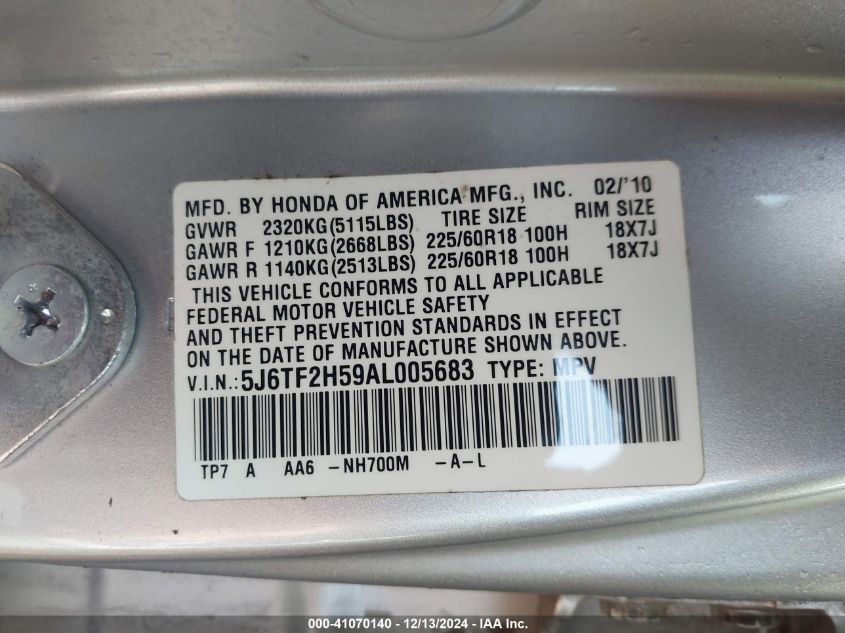 MFD. BY HONDA OF AMERICA MFG., INC. 02/'10
GVWR 2320KG(5115LBS) TIRE SIZE RIM SIZE
GAWR F 1210KG(2668LBS) 225/60R18 100H 18X7J
GAWR R 1140KG(2513LBS) 225/60R18 100H 18X7J
THIS VEHICLE CONFORMS TO ALL APPLICABLE
FEDERAL MOTOR VEHICLE SAFETY
AND THEFT PREVENTION STANDARDS IN EFFECT
ON THE DATE OF MANUFACTURE SHOWN ABOVE.
V.I.N.:5J6TF2H59AL005683 TYPE: MPV
TP7 A AA6 -NH700M -A-L
000-41070140 - 12/13/2024 - IAA Inc.